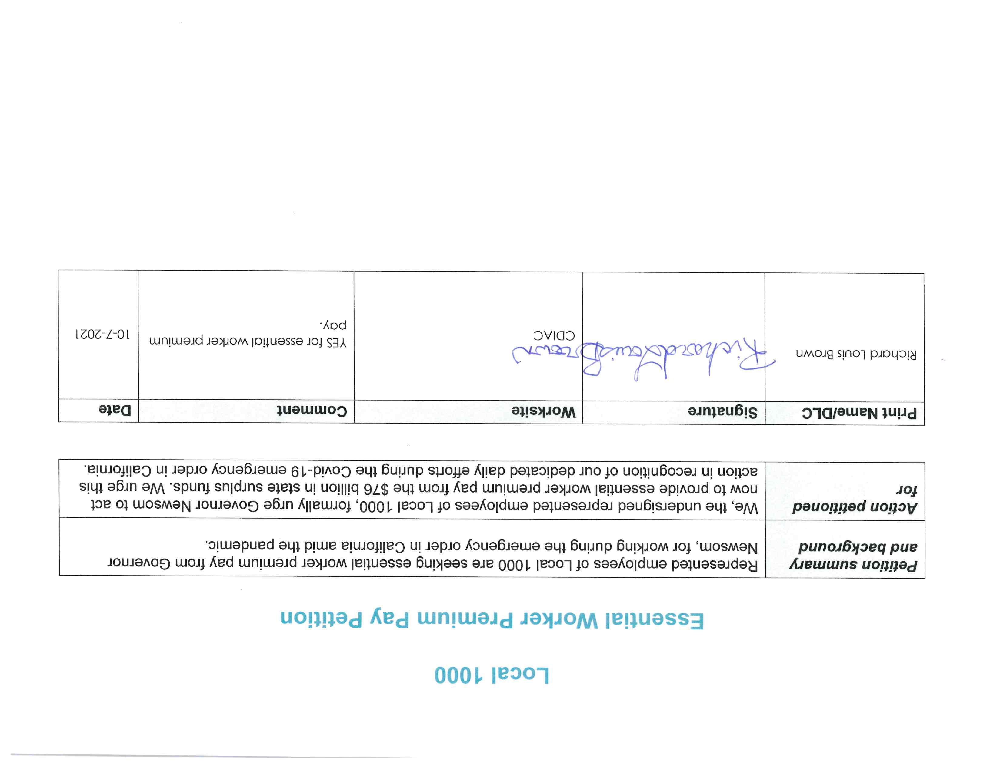 Local 1000
Essential Worker Premium Pay Petition
Petition summary
and background
Represented employees of Local 1000 are seeking essential worker premium pay from Governor
Newsom, for working during the emergency order in California amid the pandemic.
Action petitioned
for
We, the undersigned represented employees of Local 1000, formally urge Governor Newsom to act
now to provide essential worker premium pay from the $76 billion in state surplus funds. We urge this
action in recognition of our dedicated daily efforts during the Covid-19 emergency order in California.
Print Name/DLC Signature Worksite Comment Date
Richard Louis Brown
Richard Louis Brown
CDIAC
YES for essential worker premium
pay.
10-7-2021